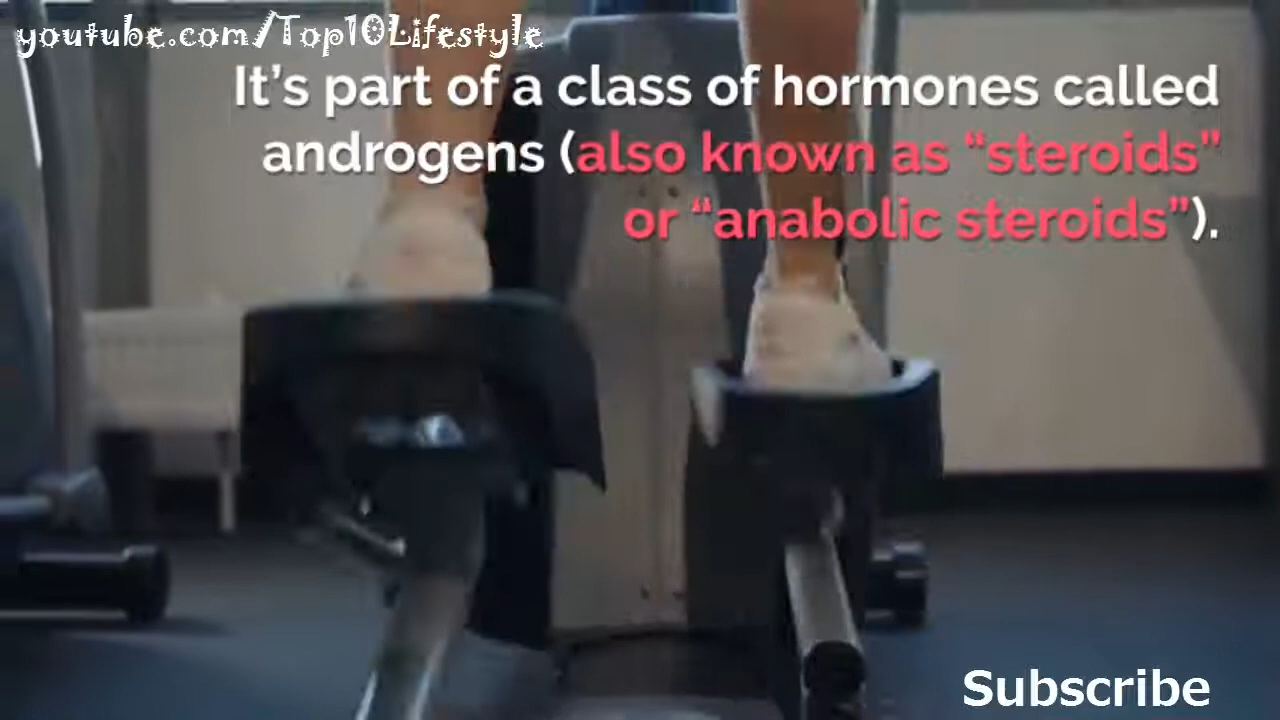 youtube.com/Top10Lifestyle
It’s part of a class of hormones called
androgens (also known as “steroids”
or “anabolic steroids”).
Subscribe